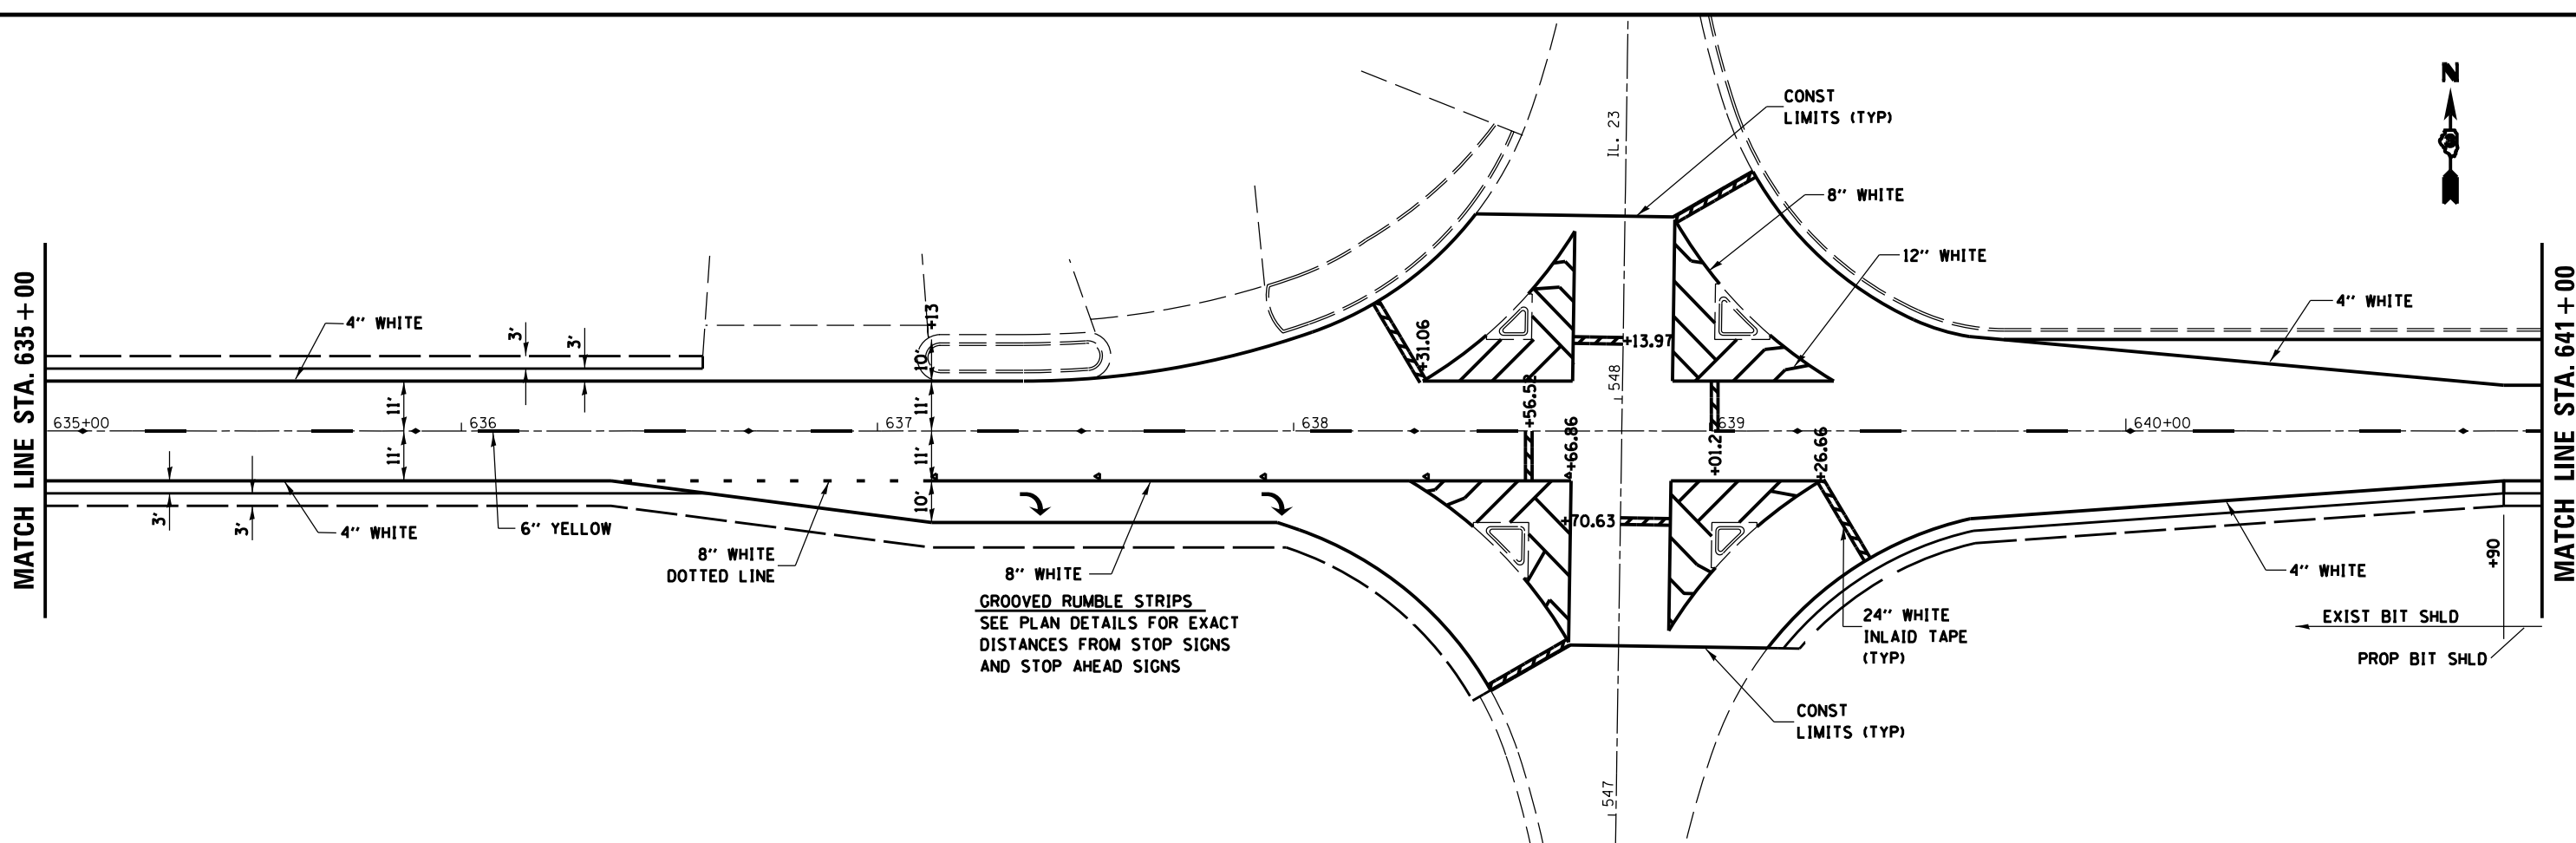 N
CONST
LIMITS (TYP)
IL. 23
8" WHITE
12" WHITE
MATCH LINE STA. 635+00
4" WHITE
3'
3'
+13
10'
+31.06
+13.97
4" WHITE
MATCH LINE STA. 641+00
11'
11'
548
+56.52
635+00
636
637
638
639
640+00
11'
11'
+66.86
+01.2
+26.66
3'
3'
4" WHITE
6" YELLOW
10'
+70.63
8" WHITE
DOTTED LINE
8" WHITE
GROOVED RUMBLE STRIPS
SEE PLAN DETAILS FOR EXACT
DISTANCES FROM STOP SIGNS
AND STOP AHEAD SIGNS
24" WHITE
INLAID TAPE
(TYP)
4" WHITE
+90
EXIST BIT SHLD
PROP BIT SHLD
CONST
LIMITS (TYP)
547